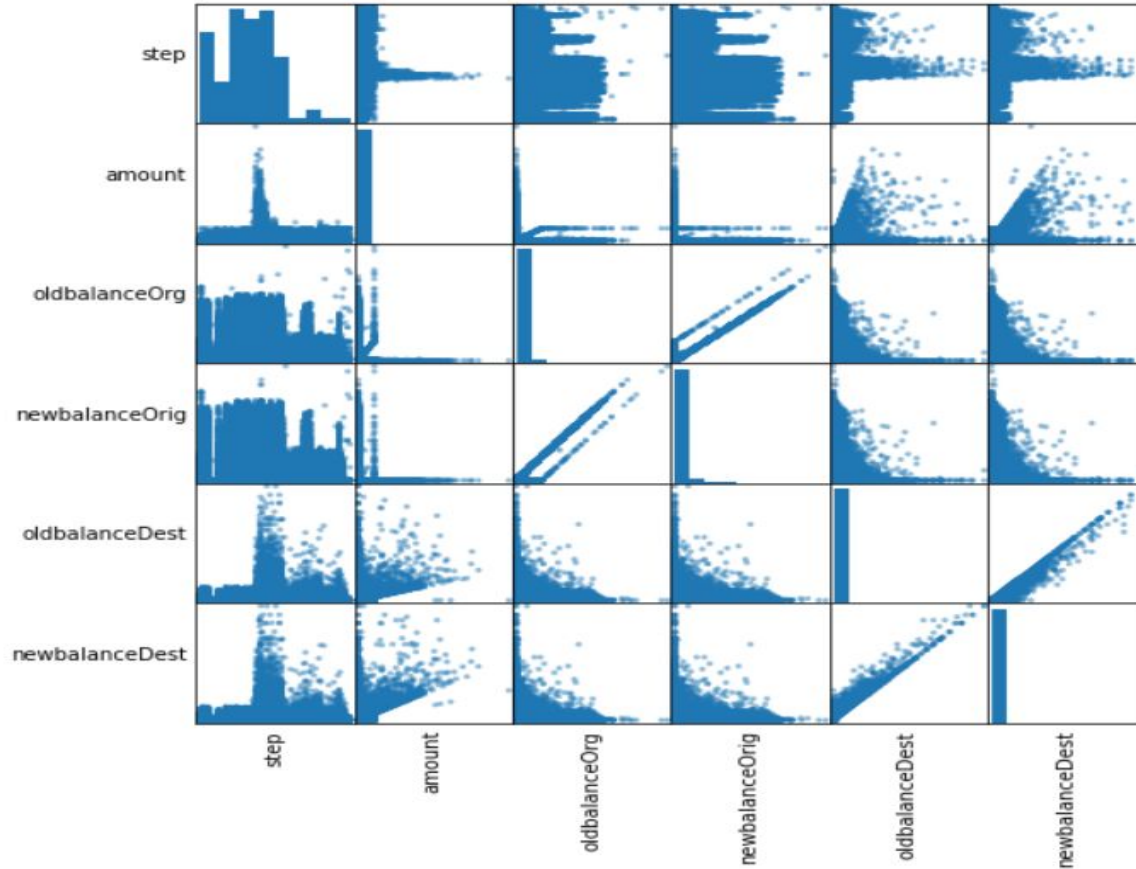 step
amount
oldbalanceOrg
newbalanceOrig
oldbalanceDest
newbalanceDest
step
amount
oldbalanceOrg
newbalanceOrig
oldbalanceDest
newbalanceDest